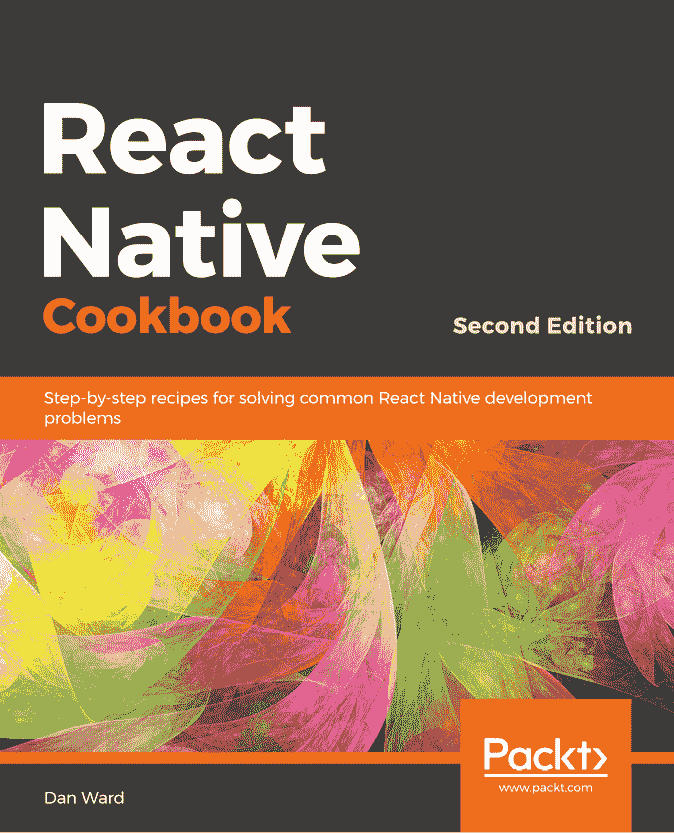 React
Native
Cookbook
Second Edition
Step-by-step recipes for solving common React Native development
problems
Packt>
www.packt.com
Dan Ward